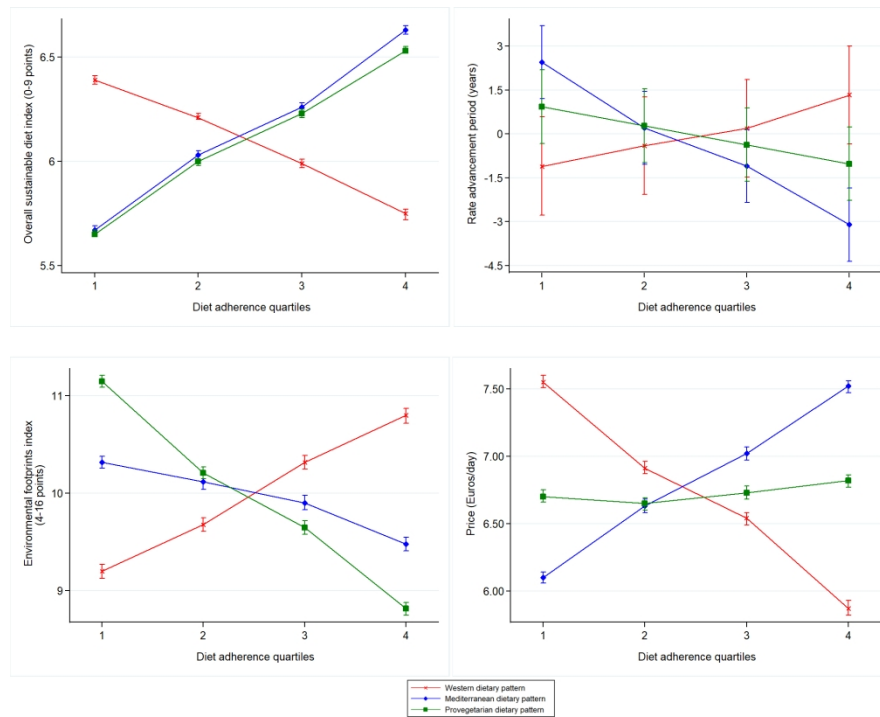 Overall sustainable diet index (0-9 points)
6.5
6
5.5
1 2 3 4
Diet adherence quartiles
Rate advancement period (years)
3
1.5
0
-1.5
-3
-4.5
1 2 3 4
Diet adherence quartiles
Environmental footprints index
(4-16 points)
11
10
9
1 2 3 4
Diet adherence quartiles
Price (Euros/day)
7.50
7.00
6.50
6.00
1 2 3 4
Diet adherence quartiles
Western dietary pattern
Mediterranean dietary pattern
Provegetarian dietary pattern